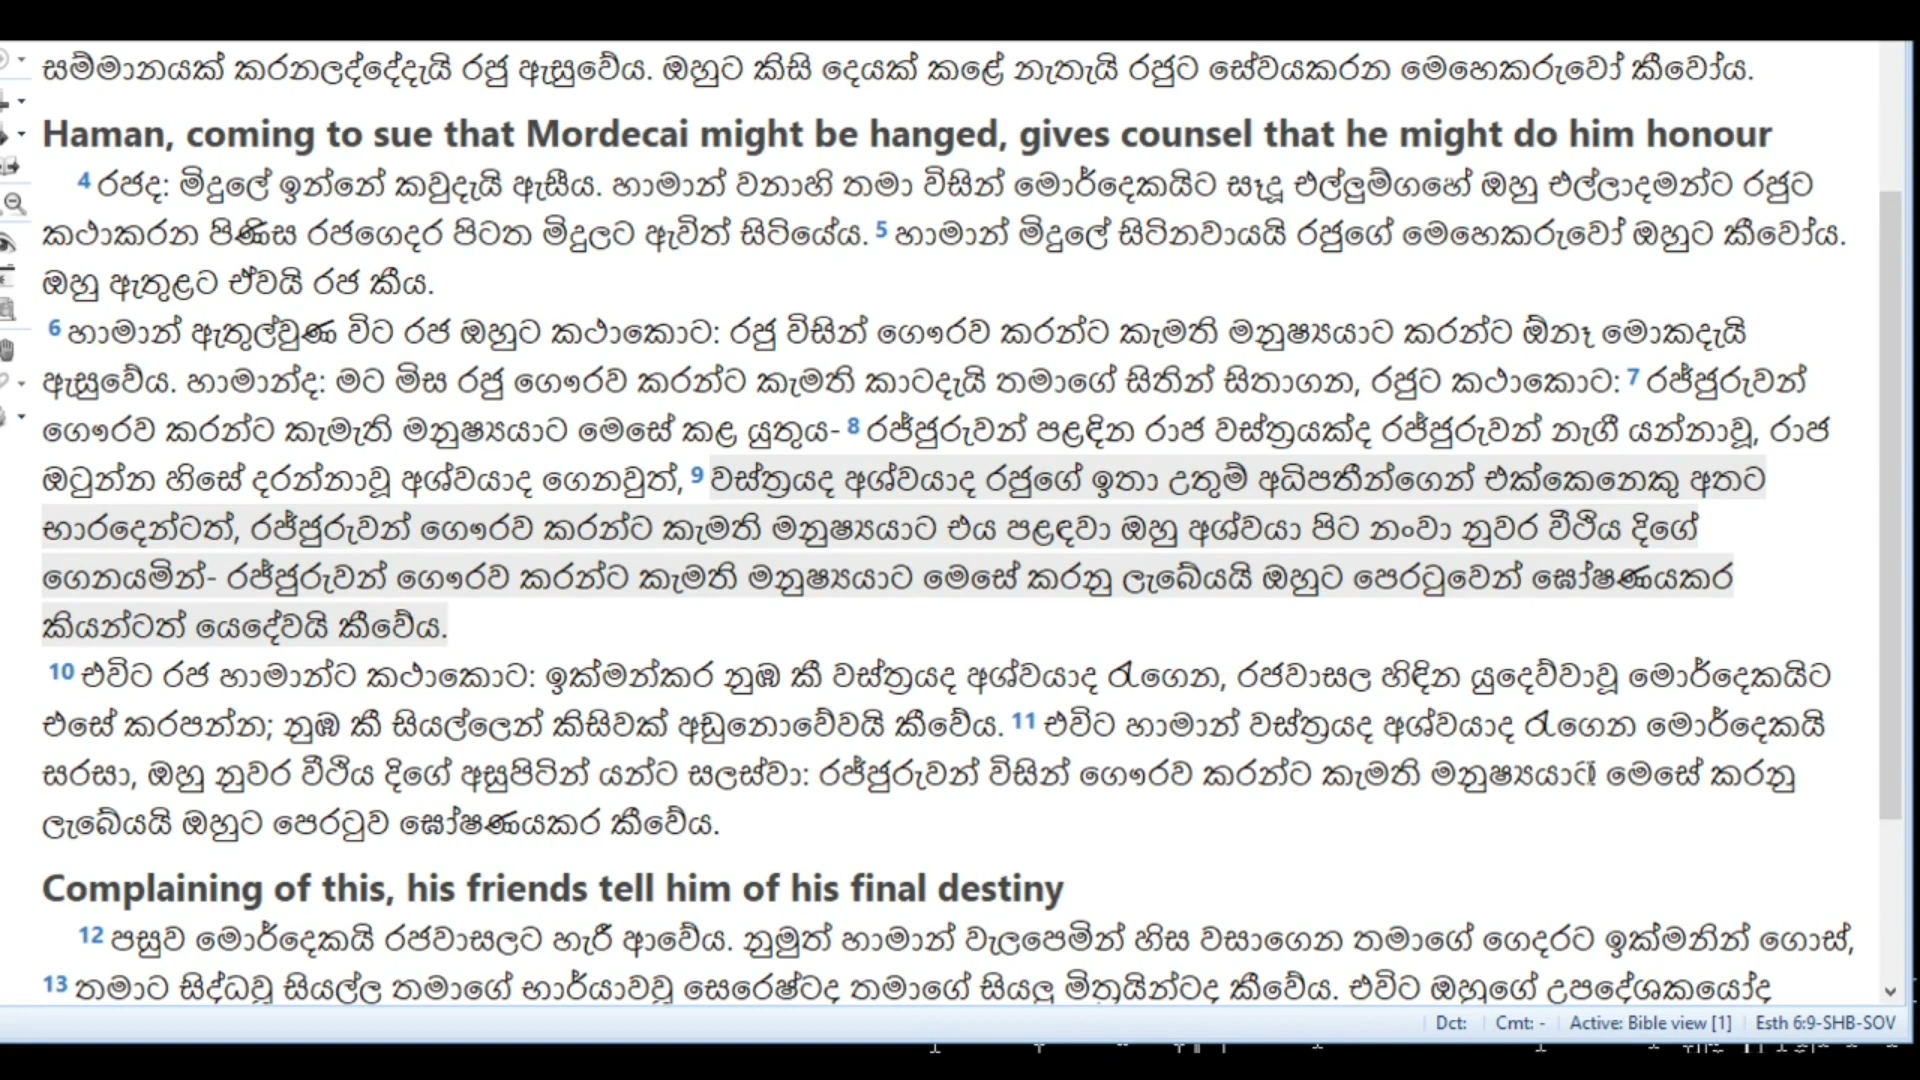 සම්මානයක් කරනලද්දේදැයි රජු ඇසුවේය. ඔහුට කිසි දෙයක් කළේ නැතැයි රජුට සේවයකරන මෙහෙකරුවෝ කීවෝය.
Haman, coming to sue that Mordecai might be hanged, gives counsel that he might do him honour
4 රජද: මිදුලේ ඉන්නේ කවුදැයි ඇසීය. හාමාන් වනාහි තමා විසින් මොර්දෙකයිට සෑදූ එල්ලුම්ගහේ ඔහු එල්ලාදමන්ට රජුට
කථාකරන පිණිස රජගෙදර පිටත මිදුලට ඇවිත් සිටියේය. 5 හාමාන් මිදුලේ සිටිනවායයි රජුගේ මෙහෙකරුවෝ ඔහුට කීවෝය.
ඔහු ඇතුළට ඒවයි රජ කීය.
6 හාමාන් ඇතුල්වුණ විට රජ ඔහුට කථාකොට: රජු විසින් ගෞරව කරන්ට කැමති මනුෂ්‍යයාට කරන්ට ඕනෑ මොකදැයි
ඇසුවේය. හාමාන්ද: මට මිස රජු ගෞරව කරන්ට කැමති කාටදැයි තමාගේ සිතින් සිතාගන, රජුට කථාකොට: 7 රජ්ජුරුවන්
ගෞරව කරන්ට කැමැති මනුෂ්‍යයාට මෙසේ කළ යුතුය- 8 රජ්ජුරුවන් පළඳින රාජ වස්ත්‍රයක්ද රජ්ජුරුවන් නැගී යන්නාවූ, රාජ
ඔටුන්න හිසේ දරන්නාවූ අශ්වයාද ගෙනවුත්, 9 වස්ත්‍රයද අශ්වයාද රජුගේ ඉතා උතුම් අධිපතීන්ගෙන් එක්කෙනෙකු අතට
භාරදෙන්ටත්, රජ්ජුරුවන් ගෞරව කරන්ට කැමති මනුෂ්‍යයාට එය පළඳවා ඔහු අශ්වයා පිට නංවා නුවර වීථිය දිගේ
ගෙනයමින්- රජ්ජුරුවන් ගෞරව කරන්ට කැමති මනුෂ්‍යයාට මෙසේ කරනු ලැබේයයි ඔහුට පෙරටුවෙන් ඝෝෂණයකර
කියන්ටත් යෙදේවයි කීවේය.
10 එවිට රජ හාමාන්ට කථාකොට: ඉක්මන්කර නුඹ කී වස්ත්‍රයද අශ්වයාද රැගෙන, රජවාසල හිඳින යුදෙව්වාවූ මොර්දෙකයිට
එසේ කරපන්න; නුඹ කී සියල්ලෙන් කිසිවක් අඩුනොවේවයි කීවේය. 11 එවිට හාමාන් වස්ත්‍රයද අශ්වයාද රැගෙන මොර්දෙකයි
සරසා, ඔහු නුවර වීථිය දිගේ අසුපිටින් යන්ට සලස්වා: රජ්ජුරුවන් විසින් ගෞරව කරන්ට කැමති මනුෂ්‍යයාට මෙසේ කරනු
ලැබේයයි ඔහුට පෙරටුව ඝෝෂණයකර කීවේය.
Complaining of this, his friends tell him of his final destiny
12 පසුව මොර්දෙකයි රජවාසලට හැරී ආවේය. නුමුත් හාමාන් වැලපෙමින් හිස වසාගෙන තමාගේ ගෙදරට ඉක්මනින් ගොස්,
13 තමාට සිද්ධවූ සියල්ල තමාගේ භාර්යාවවූ සෙරෙෂ්ටද තමාගේ සියලු මිත්‍රයින්ටද කීවේය. එවිට ඔහුගේ උපදේශකයෝද
Dct: Cmt: - Active: Bible view [1] Esth 6:9-SHB-SOV